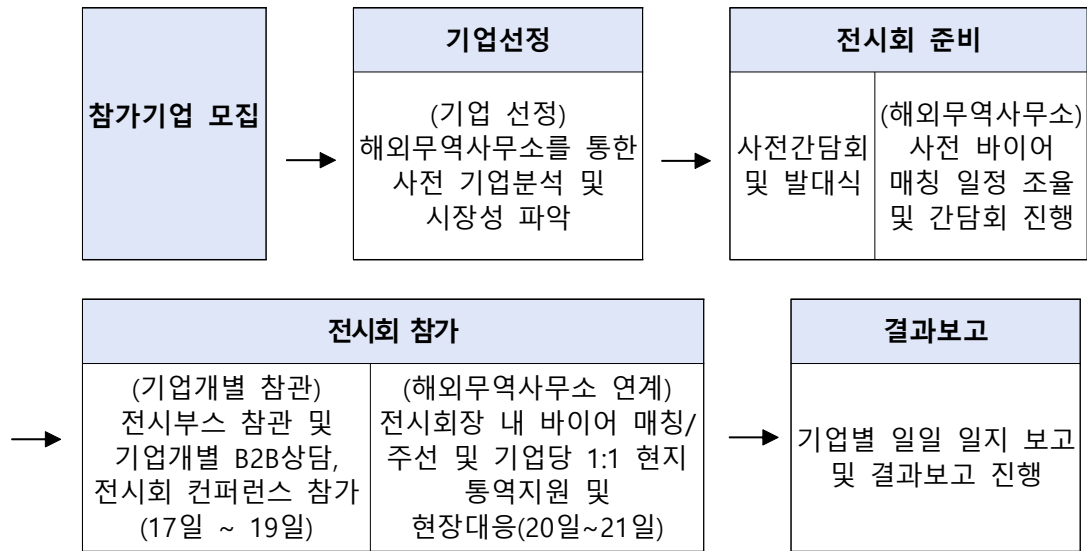 참가기업 모집
기업선정
(기업 선정)
해외무역사무소를 통한
사전 기업분석 및
시장성 파악
전시회 준비
사전간담회
및 발대식
(해외무역사무소)
사전 바이어
매칭 일정 조율
및 간담회 진행
전시회 참가
(기업개별 참관)
전시부스 참관 및
기업개별 B2B상담,
전시회 컨퍼런스 참가
(17일 ~ 19일)
(해외무역사무소 연계)
전시회장 내 바이어 매칭/
주선 및 기업당 1:1 현지
통역지원 및
현장대응(20일~21일)
결과보고
기업별 일일 일지 보고
및 결과보고 진행